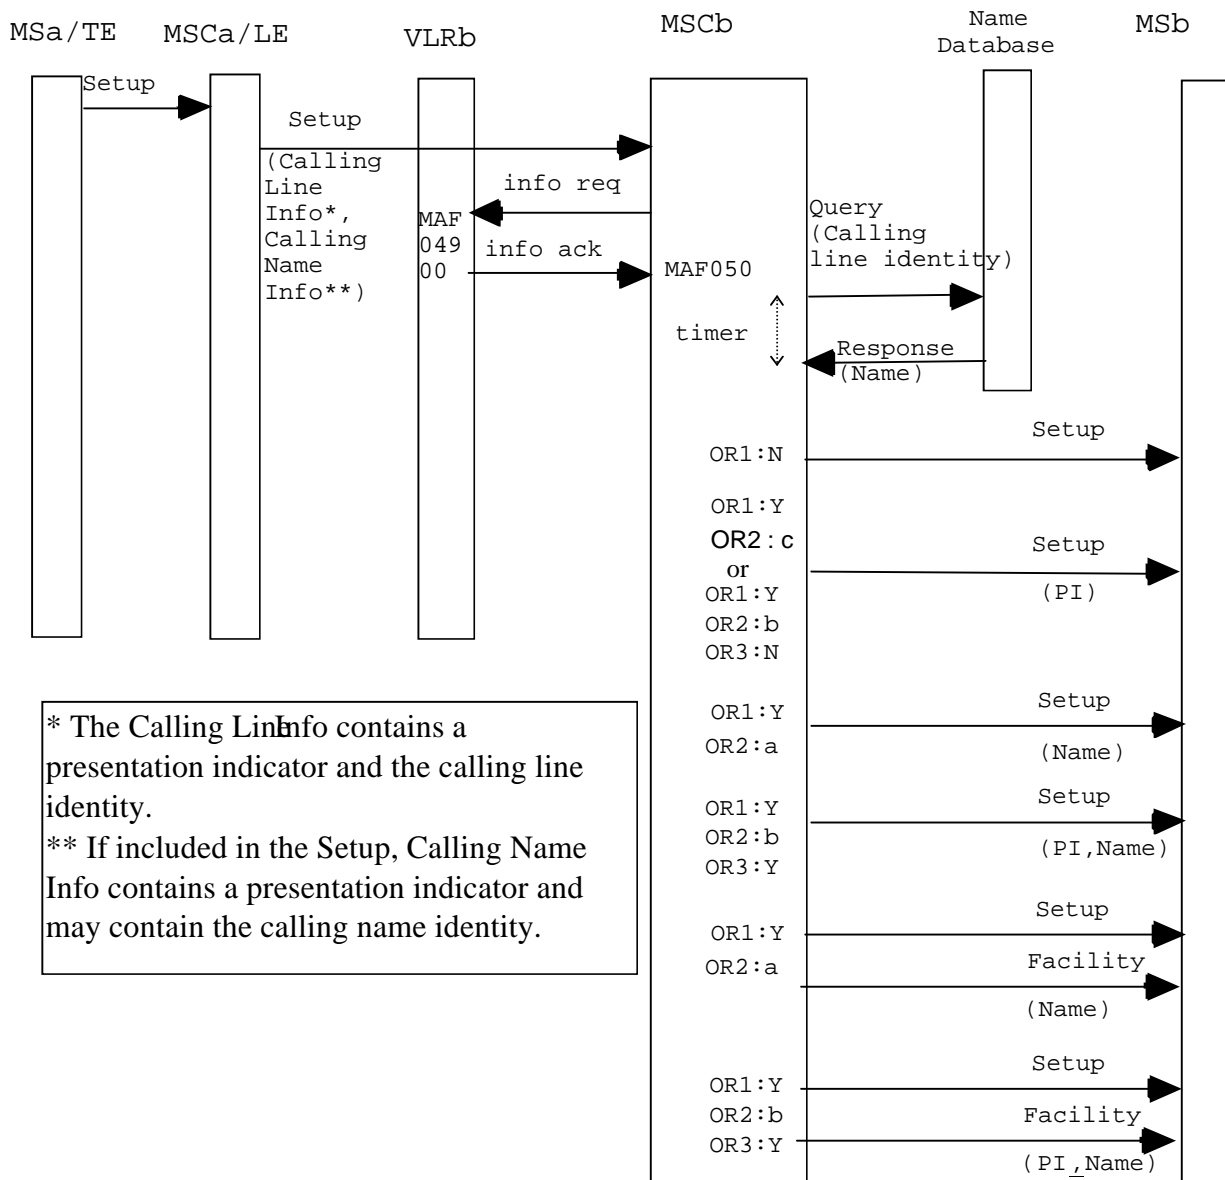 MSa/TE
MSCa/LE
VLRb
MSCb
Name
Database
MSb
Setup
Setup
(Calling
Line
Info*,
Calling
Name
Info**)
info req
MAF
049
00
info ack
MAF050
Query
(Calling
line identity)
timer
Response
(Name)
OR1:N
Setup
OR1:Y
OR2 : c
or
OR1:Y
OR2:b
OR3:N
Setup
(PI)
OR1:Y
OR2:a
Setup
(Name)
OR1:Y
OR2:b
OR3:Y
Setup
(PI,Name)
OR1:Y
OR2:a
Setup
Facility
(Name)
OR1:Y
OR2:b
OR3:Y
Setup
Facility
(PI,Name)
* The Calling Line Info contains a
presentation indicator and the calling line
identity.
** If included in the Setup, Calling Name
Info contains a presentation indicator and
may contain the calling name identity.